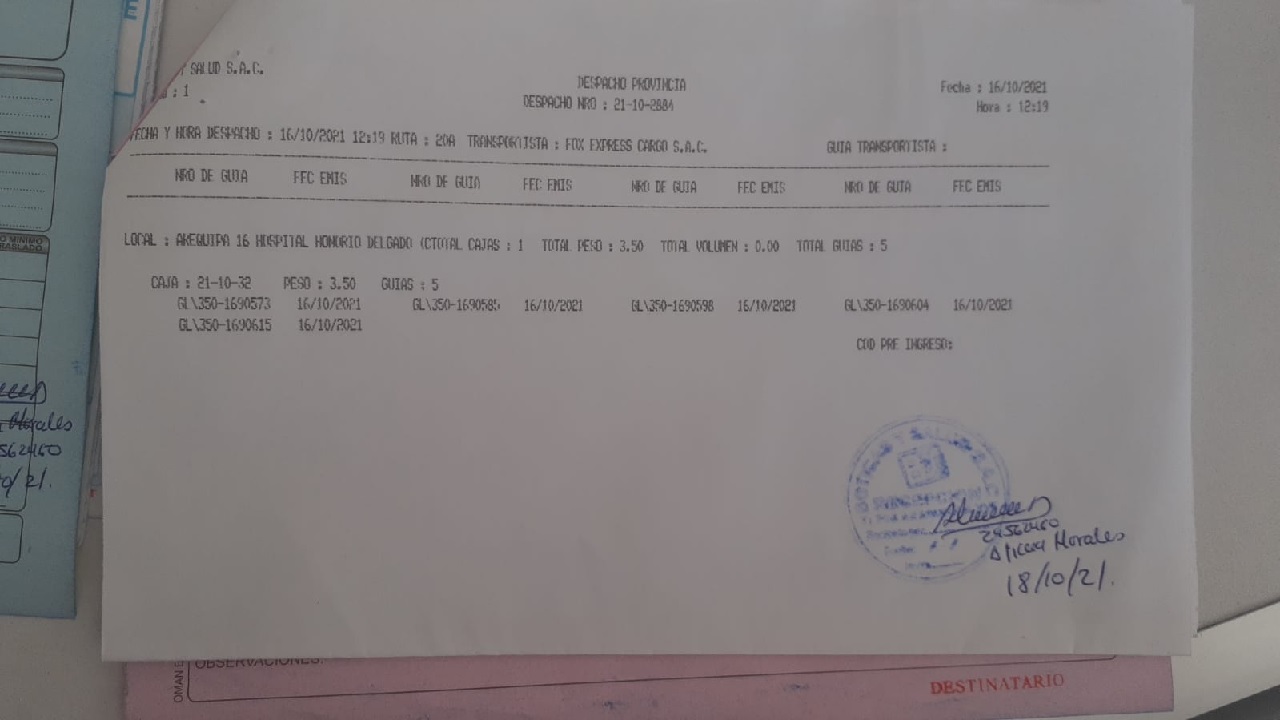 Y SALUD S.A.C.
: 1
DESPACHO PROVINCIA
DESPACHO NRO : 21-10-2684
Fecha : 16/10/2021
Hora : 12:19
FECHA Y HORA DESPACHO : 16/10/2021 12:19 RUTA : 20A TRANSPORTISTA : FOX EXPRESS CARGO S.A.C. GUIA TRANSPORTISTA :
NRO DE GUIA FEC EMIS NRO DE GUIA FEC EMIS NRO DE GUIA FEC EMIS NRO DE GUIA FEC EMIS
LOCAL : AREQUIPA 16 HOSPITAL HONORIO DELGADO (CTOTAL CAJAS : 1 TOTAL PESO : 3.50 TOTAL VOLUMEN : 0.00 TOTAL GUIAS : 5
CAJA : 21-10-32 PESO : 3.50 GUIAS : 5
GL\350-1690573 16/10/2021 GL\350-1690585 16/10/2021 GL\350-1690598 16/10/2021 GL\350-1690604 16/10/2021
GL\350-1690615 16/10/2021
COD PRE INGRESO:
24562460
Morales
18/10/21.
Morales
562460
OBSERVACIONES:
DESTINATARIO